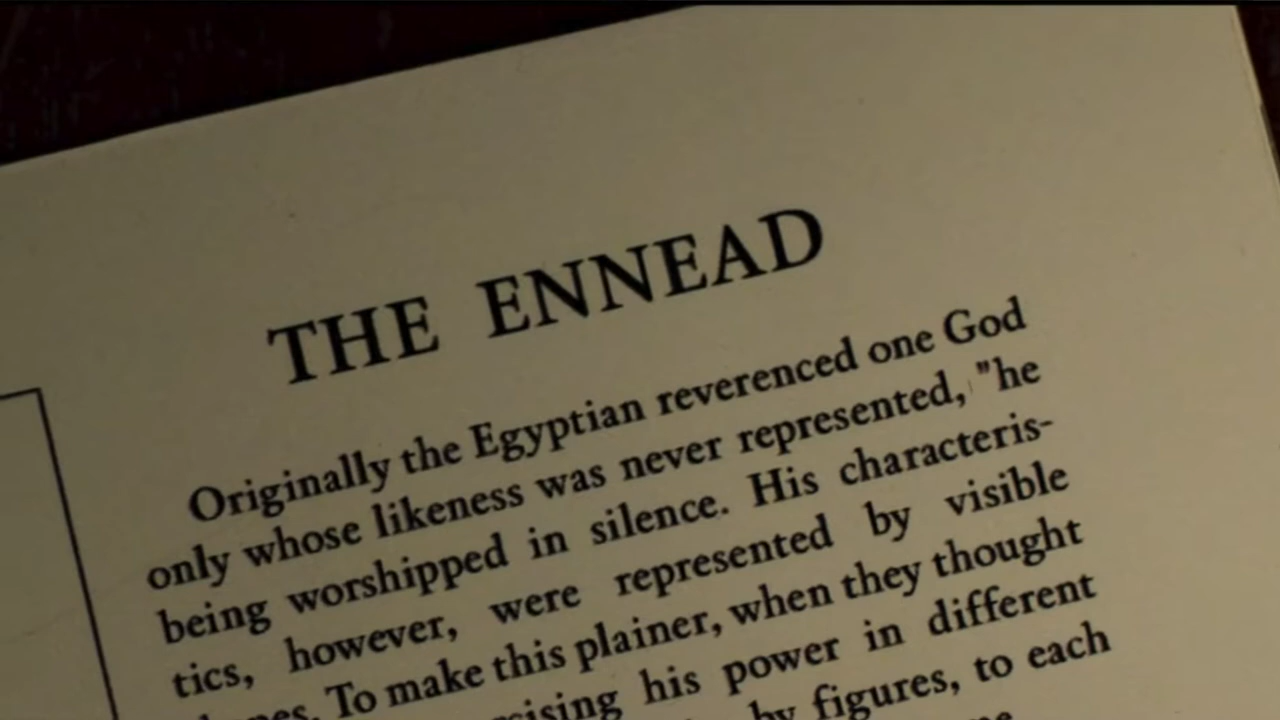 THE ENNEAD
Originally the Egyptian reverenced one God
only whose likeness was never represented, "he
being worshipped in silence. His characteris-
tics, however, were represented by visible
To make this plainer, when they thought
his power in different
by figures, to each